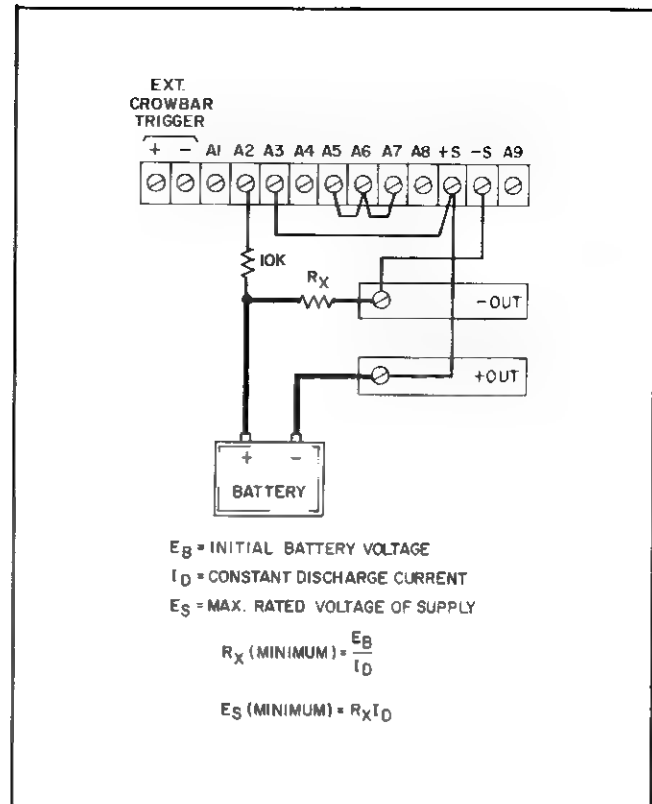 EXT.
CROWBAR
TRIGGER
+ - A1 A2 A3 A4 A5 A6 A7 A8 +S -S A9
10K
RX
-OUT
+OUT
+ -
BATTERY
EB = INITIAL BATTERY VOLTAGE
ID = CONSTANT DISCHARGE CURRENT
ES = MAX. RATED VOLTAGE OF SUPPLY
RX (MINIMUM) = EB
ID
ES (MINIMUM) = RXID